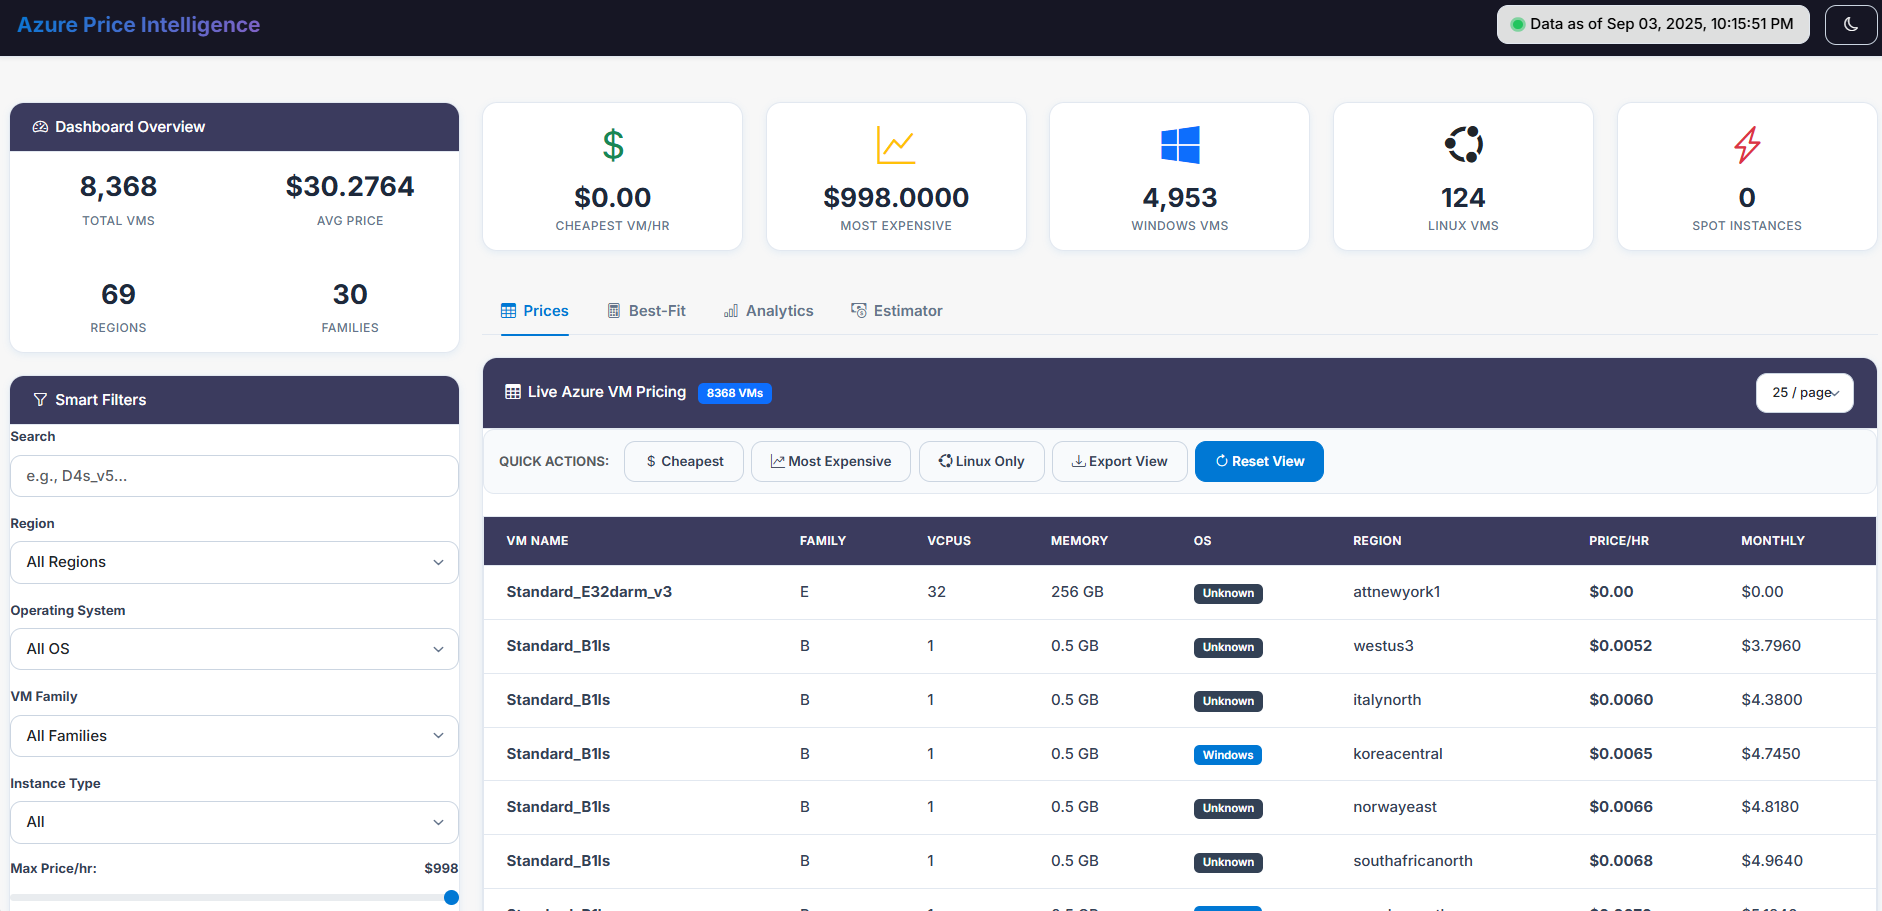 Azure Price Intelligence
Data as of Sep 03, 2025, 10:15:51 PM
Dashboard Overview
8,368
TOTAL VMS
$30.2764
AVG PRICE
69
REGIONS
30
FAMILIES
Smart Filters
Search
e.g., D4s_v5...
Region
All Regions
Operating System
All OS
VM Family
All Families
Instance Type
All
Max Price/hr: $998
$0.00
CHEAPEST VM/HR
$998.0000
MOST EXPENSIVE
4,953
WINDOWS VMS
124
LINUX VMS
0
SPOT INSTANCES
Prices Best-Fit Analytics Estimator
Live Azure VM Pricing 8368 VMs 25 / page
QUICK ACTIONS: $ Cheapest Most Expensive Linux Only Export View Reset View
VM NAME FAMILY VCPUS MEMORY OS REGION PRICE/HR MONTHLY
Standard_E32darm_v3 E 32 256 GB Unknown attnewyork1 $0.00 $0.00
Standard_B1ls B 1 0.5 GB Unknown westus3 $0.0052 $3.7960
Standard_B1ls B 1 0.5 GB Unknown italynorth $0.0060 $4.3800
Standard_B1ls B 1 0.5 GB Windows koreacentral $0.0065 $4.7450
Standard_B1ls B 1 0.5 GB Unknown norwayeast $0.0066 $4.8180
Standard_B1ls B 1 0.5 GB Unknown southafricanorth $0.0068 $4.9640